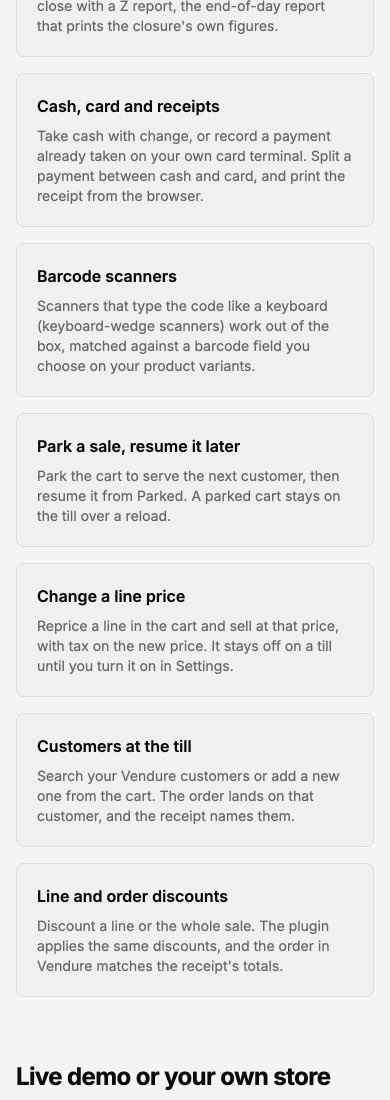 close with a Z report, the end-of-day report
that prints the closure's own figures.
Cash, card and receipts
Take cash with change, or record a payment
already taken on your own card terminal. Split a
payment between cash and card, and print the
receipt from the browser.
Barcode scanners
Scanners that type the code like a keyboard
(keyboard-wedge scanners) work out of the
box, matched against a barcode field you
choose on your product variants.
Park a sale, resume it later
Park the cart to serve the next customer, then
resume it from Parked. A parked cart stays on
the till over a reload.
Change a line price
Reprice a line in the cart and sell at that price,
with tax on the new price. It stays off on a till
until you turn it on in Settings.
Customers at the till
Search your Vendure customers or add a new
one from the cart. The order lands on that
customer, and the receipt names them.
Line and order discounts
Discount a line or the whole sale. The plugin
applies the same discounts, and the order in
Vendure matches the receipt's totals.
Live demo or your own store